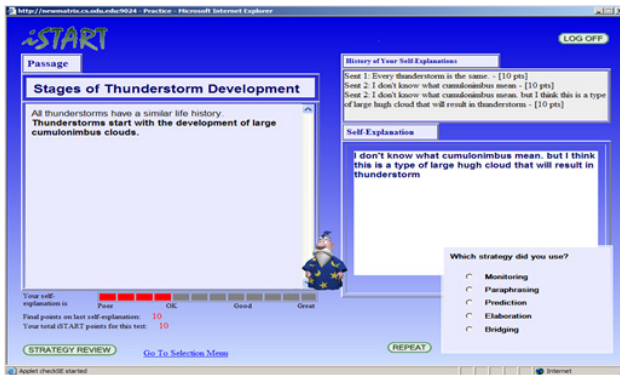 http://newmatrix.cs.odu.edu:9024 - Practice - Microsoft Internet Explorer
iSTART
LOG OFF
Passage
Stages of Thunderstorm Development
All thunderstorms have a similar life history.
Thunderstorms start with the development of large
cumulonimbus clouds.
History of Your Self-Explanations
Sent 1: Every thunderstorm is the same. - [10 pts]
Sent 2: I don't know what cumulonimbus mean - [10 pts]
Sent 2: I don't know what cumulonimbus mean. but I think this is a type
of large hugh cloud that will result in thunderstorm - [10 pts]
Self-Explanation
I don't know what cumulonimbus mean. but I think
this is a type of large hugh cloud that will result in
thunderstorm
Which strategy did you use?
Monitoring
Paraphrasing
Prediction
Elaboration
Bridging
Your self-
explanation is
Poor OK Good Great
Final points on last self-explanation: 10
Your total iSTART points for this text: 10
STRATEGY REVIEW
Go To Selection Menu
REPEAT
Applet checkSE started
Internet